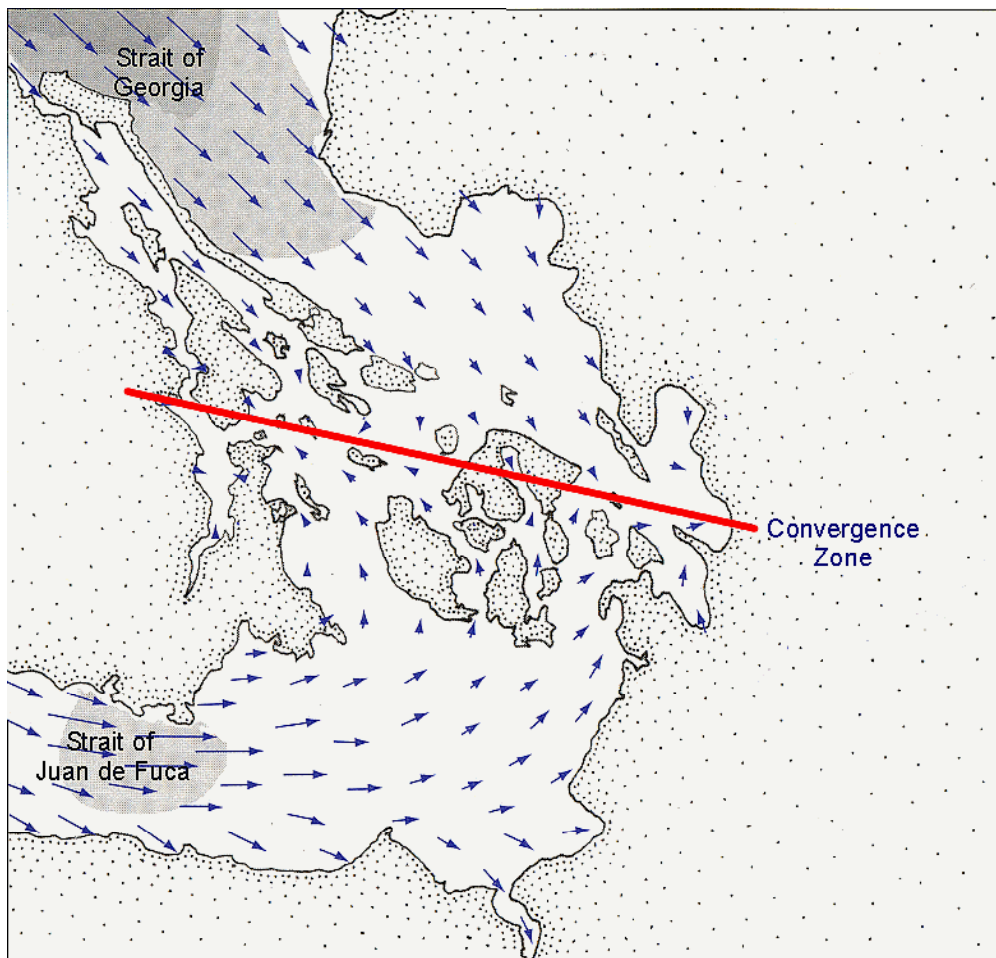 Strait of
Georgia
Convergence
Zone
Strait of
Juan de Fuca